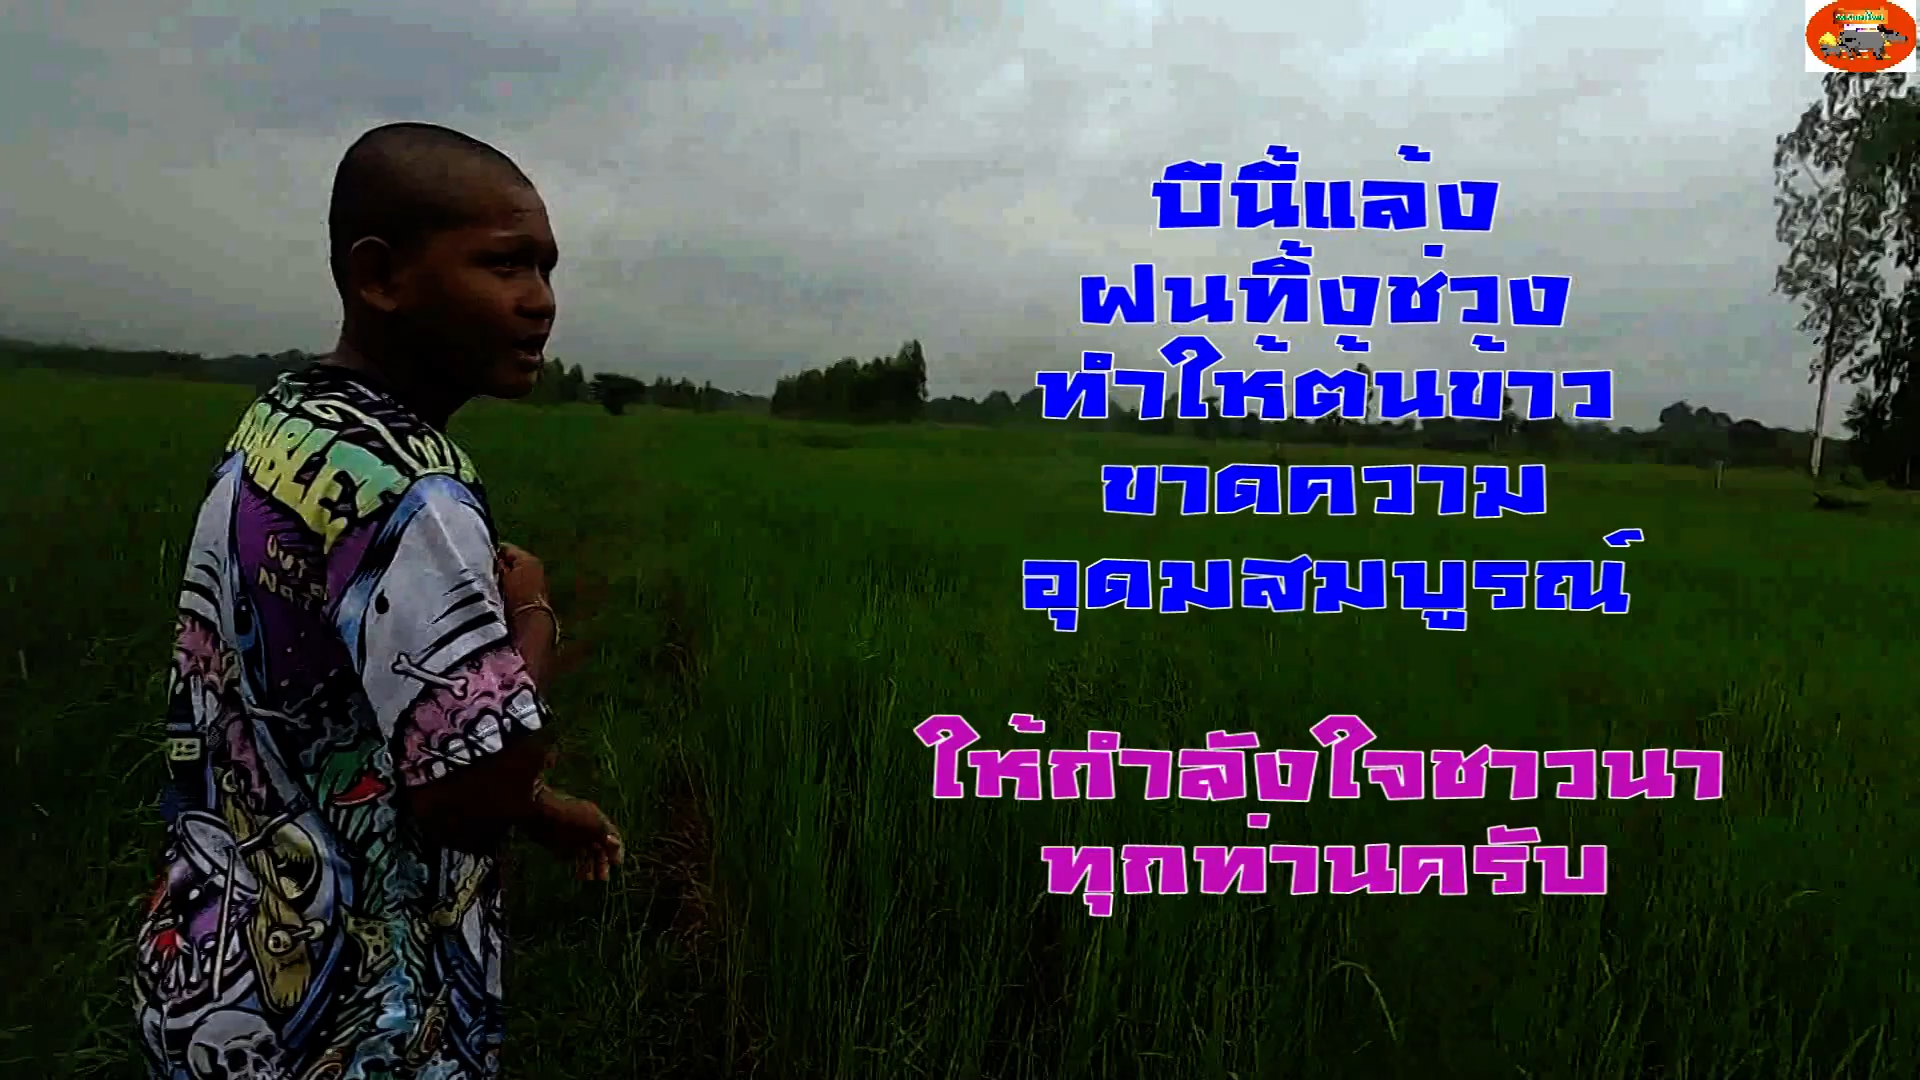 ปีนี้แล้ง
ฝนทิ้งช่วง
ทำให้ต้นข้าว
ขาดความ
อุดมสมบูรณ์
ให้กำลังใจชาวนา
ทุกท่านครับ